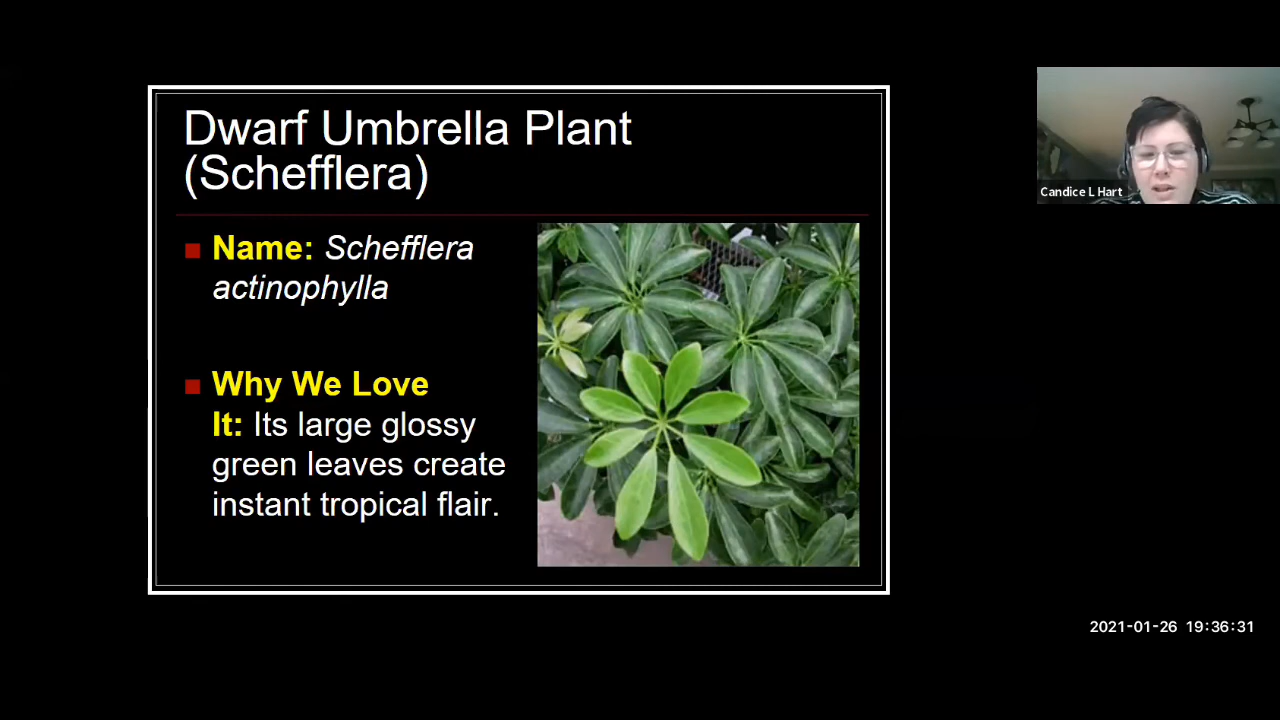 Dwarf Umbrella Plant
(Schefflera)
Name: Schefflera
actinophylla
Why We Love
It: Its large glossy
green leaves create
instant tropical flair.
Candice L Hart
2021-01-26 19:36:31